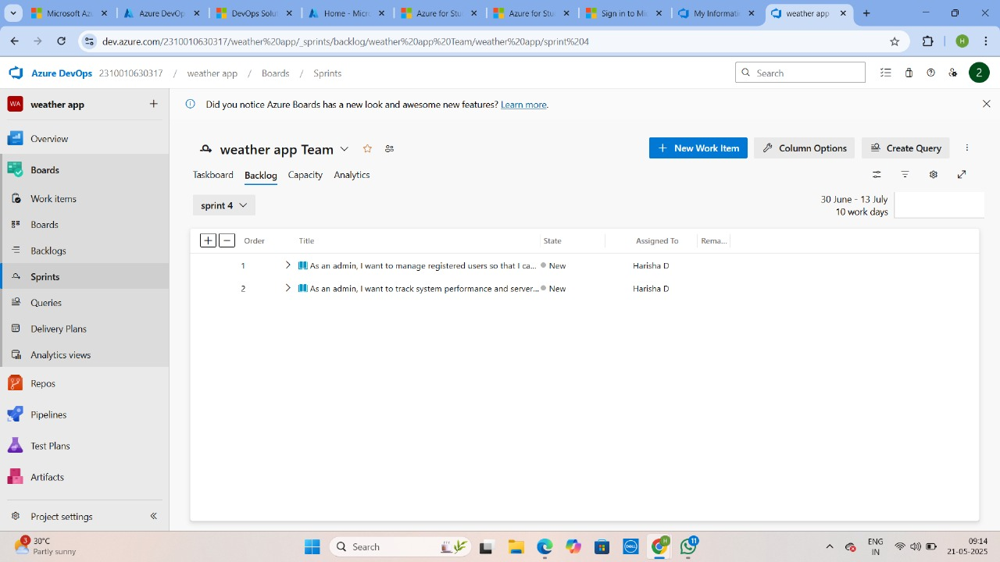 Microsoft Az
Azure DevOp
DevOps Solut
Home - Micro
Azure for Stu
Azure for Stu
Sign in to Mi
My Informati
weather app
dev.azure.com/2310010630317/weather%20app/_sprints/backlog/weather%20app%20Team/weather%20app/sprint%204
H
Azure DevOps 2310010630317 / weather app / Boards / Sprints
Search
2
WA weather app
Did you notice Azure Boards has a new look and awesome new features? Learn more.
Overview
Boards
Work items
Boards
Backlogs
Sprints
Queries
Delivery Plans
Analytics views
Repos
Pipelines
Test Plans
Artifacts
Project settings
weather app Team
New Work Item
Column Options
Create Query
Taskboard Backlog Capacity Analytics
sprint 4
30 June - 13 July
10 work days
Order Title State Assigned To Rema...
1 As an admin, I want to manage registered users so that I ca... New Harisha D
2 As an admin, I want to track system performance and server... New Harisha D
3
30°C
Partly sunny
Search
DELL
H
11
ENG
IN
09:14
21-05-2025